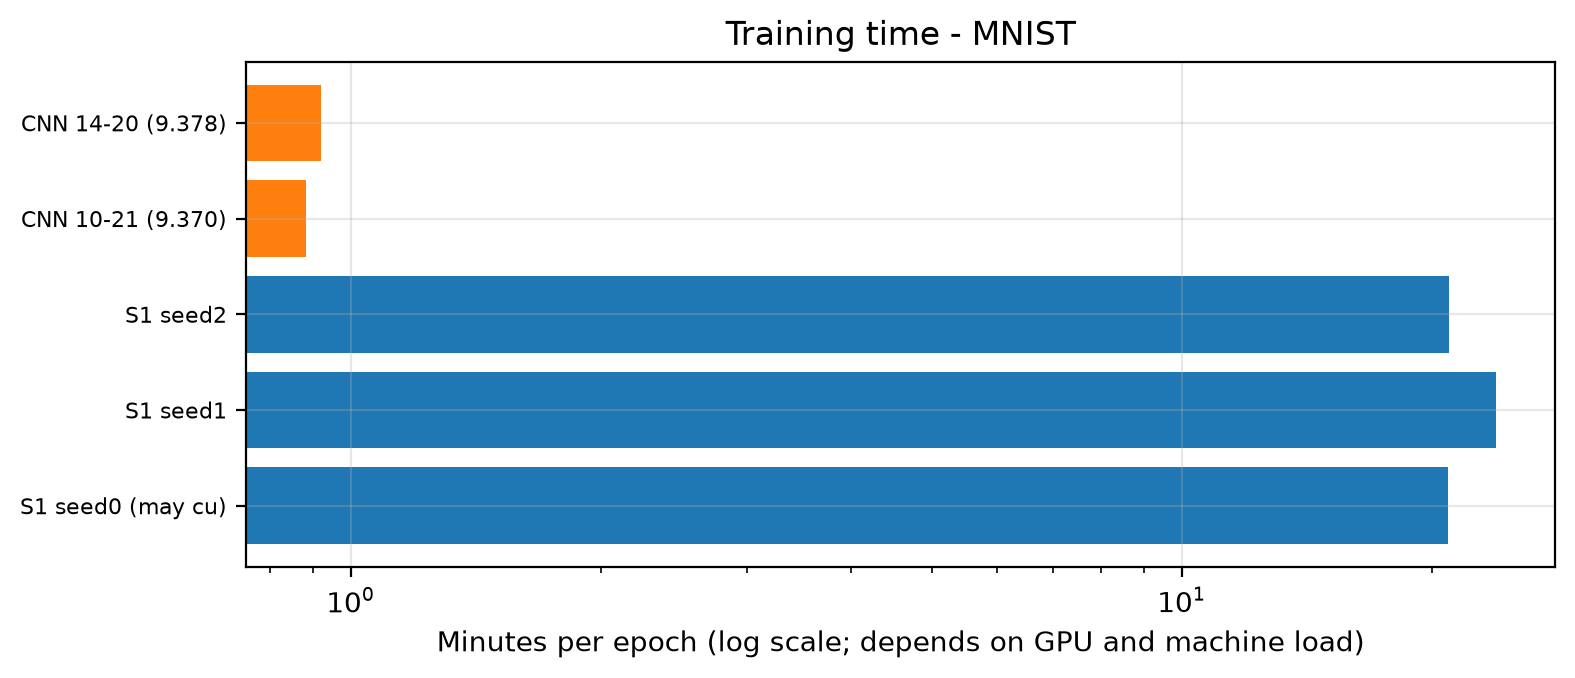 Training time - MNIST
CNN 14-20 (9.378)
CNN 10-21 (9.370)
S1 seed2
S1 seed1
S1 seed0 (may cu)
10⁰
10¹
Minutes per epoch (log scale; depends on GPU and machine load)